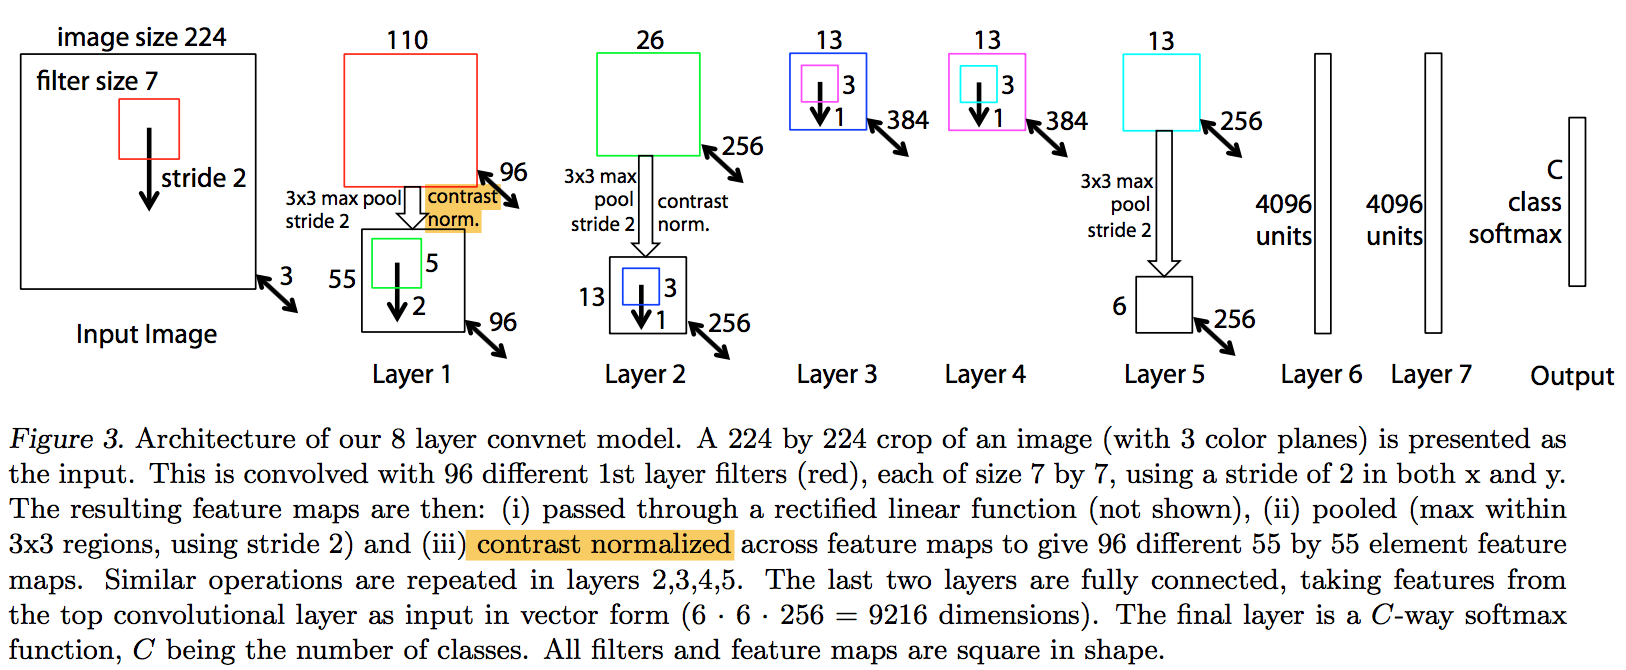 image size 224
filter size 7
stride 2
3
Input Image
110
96
3x3 max pool
stride 2
contrast
norm.
55
5
2
96
Layer 1
26
256
3x3 max
pool
stride 2
contrast
norm.
13
3
1
256
Layer 2
13
3
1
384
Layer 3
13
3
1
384
Layer 4
13
256
3x3 max
pool
stride 2
6
256
Layer 5
4096
units
Layer 6
4096
units
Layer 7
C
class
softmax
Output
Figure 3. Architecture of our 8 layer convnet model. A 224 by 224 crop of an image (with 3 color planes) is presented as
the input. This is convolved with 96 different 1st layer filters (red), each of size 7 by 7, using a stride of 2 in both x and y.
The resulting feature maps are then: (i) passed through a rectified linear function (not shown), (ii) pooled (max within
3x3 regions, using stride 2) and (iii) contrast normalized across feature maps to give 96 different 55 by 55 element feature
maps. Similar operations are repeated in layers 2,3,4,5. The last two layers are fully connected, taking features from
the top convolutional layer as input in vector form (6 · 6 · 256 = 9216 dimensions). The final layer is a C-way softmax
function, C being the number of classes. All filters and feature maps are square in shape.